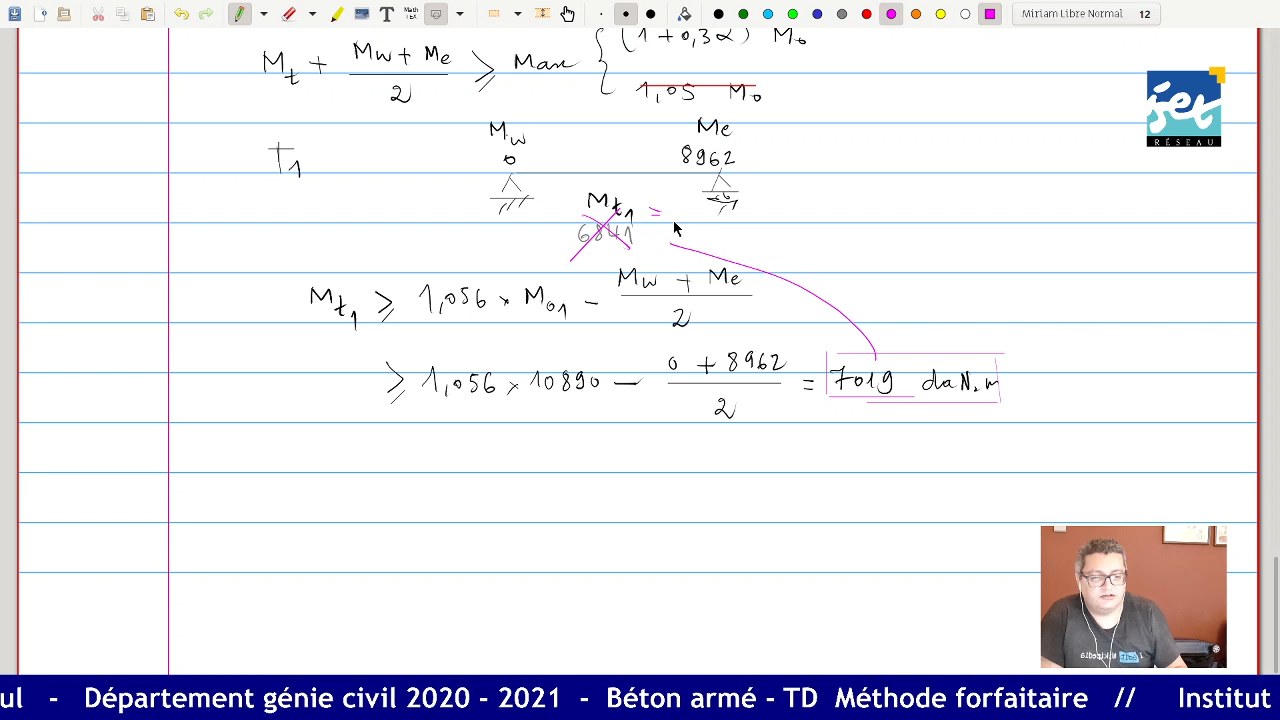 Miriam Libre Normal 12
(1 + 0,3α) M₀
Mt + (Mw + Me)/2 ⩾ Max {
1,05 M₀
iset
RÉSEAU
Mw Me
T1 0 8962
Mt1 =
6841
Mt1 ⩾ 1,056 × M01 − (Mw + Me)/2
⩾ 1,056 × 10890 − (0 + 8962)/2 = 7019 daN.m
ul - Département génie civil 2020 - 2021 - Béton armé - TD Méthode forfaitaire // Institut